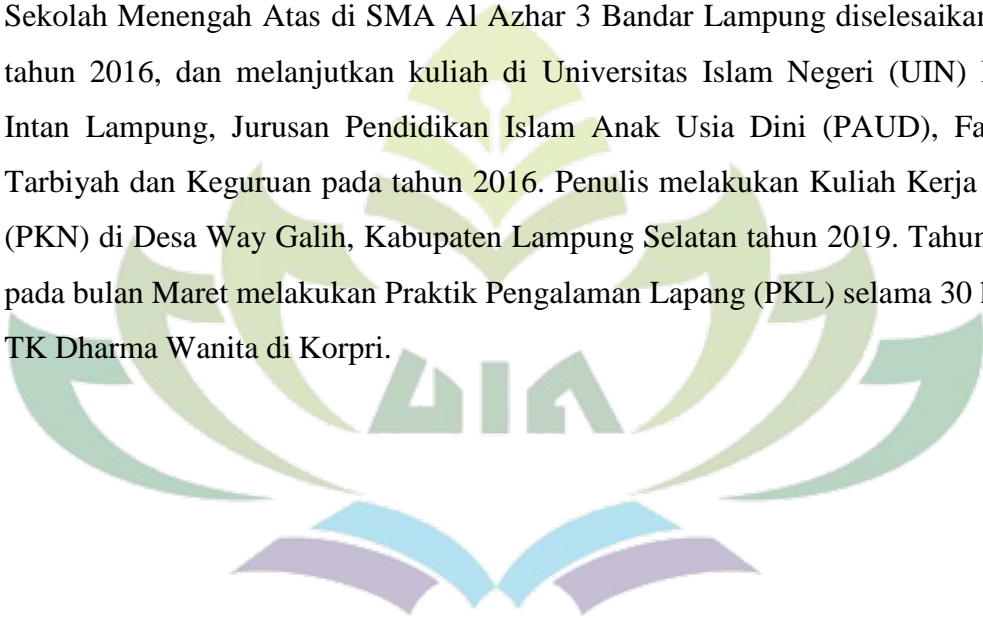 Sekolah Menengah Atas di SMA Al Azhar 3 Bandar Lampung diselesaikan
tahun 2016, dan melanjutkan kuliah di Universitas Islam Negeri (UIN)
Intan Lampung, Jurusan Pendidikan Islam Anak Usia Dini (PAUD),
Tarbiyah dan Keguruan pada tahun 2016. Penulis melakukan Kuliah Kerja
(PKN) di Desa Way Galih, Kabupaten Lampung Selatan tahun 2019. Tahun
pada bulan Maret melakukan Praktik Pengalaman Lapang (PKL) selama 30
TK Dharma Wanita di Korpri.
UIN